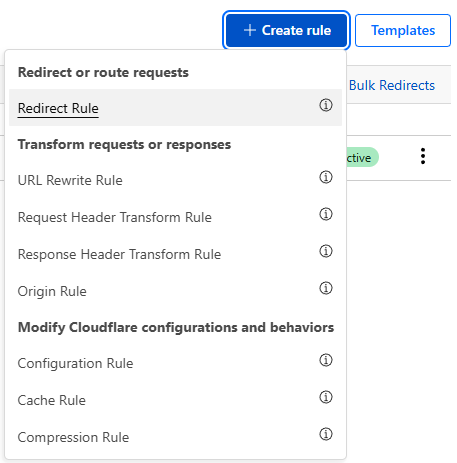 + Create rule
Templates
Redirect or route requests
Bulk Redirects
Redirect Rule
Transform requests or responses
ctive
URL Rewrite Rule
Request Header Transform Rule
Response Header Transform Rule
Origin Rule
Modify Cloudflare configurations and behaviors
Configuration Rule
Cache Rule
Compression Rule